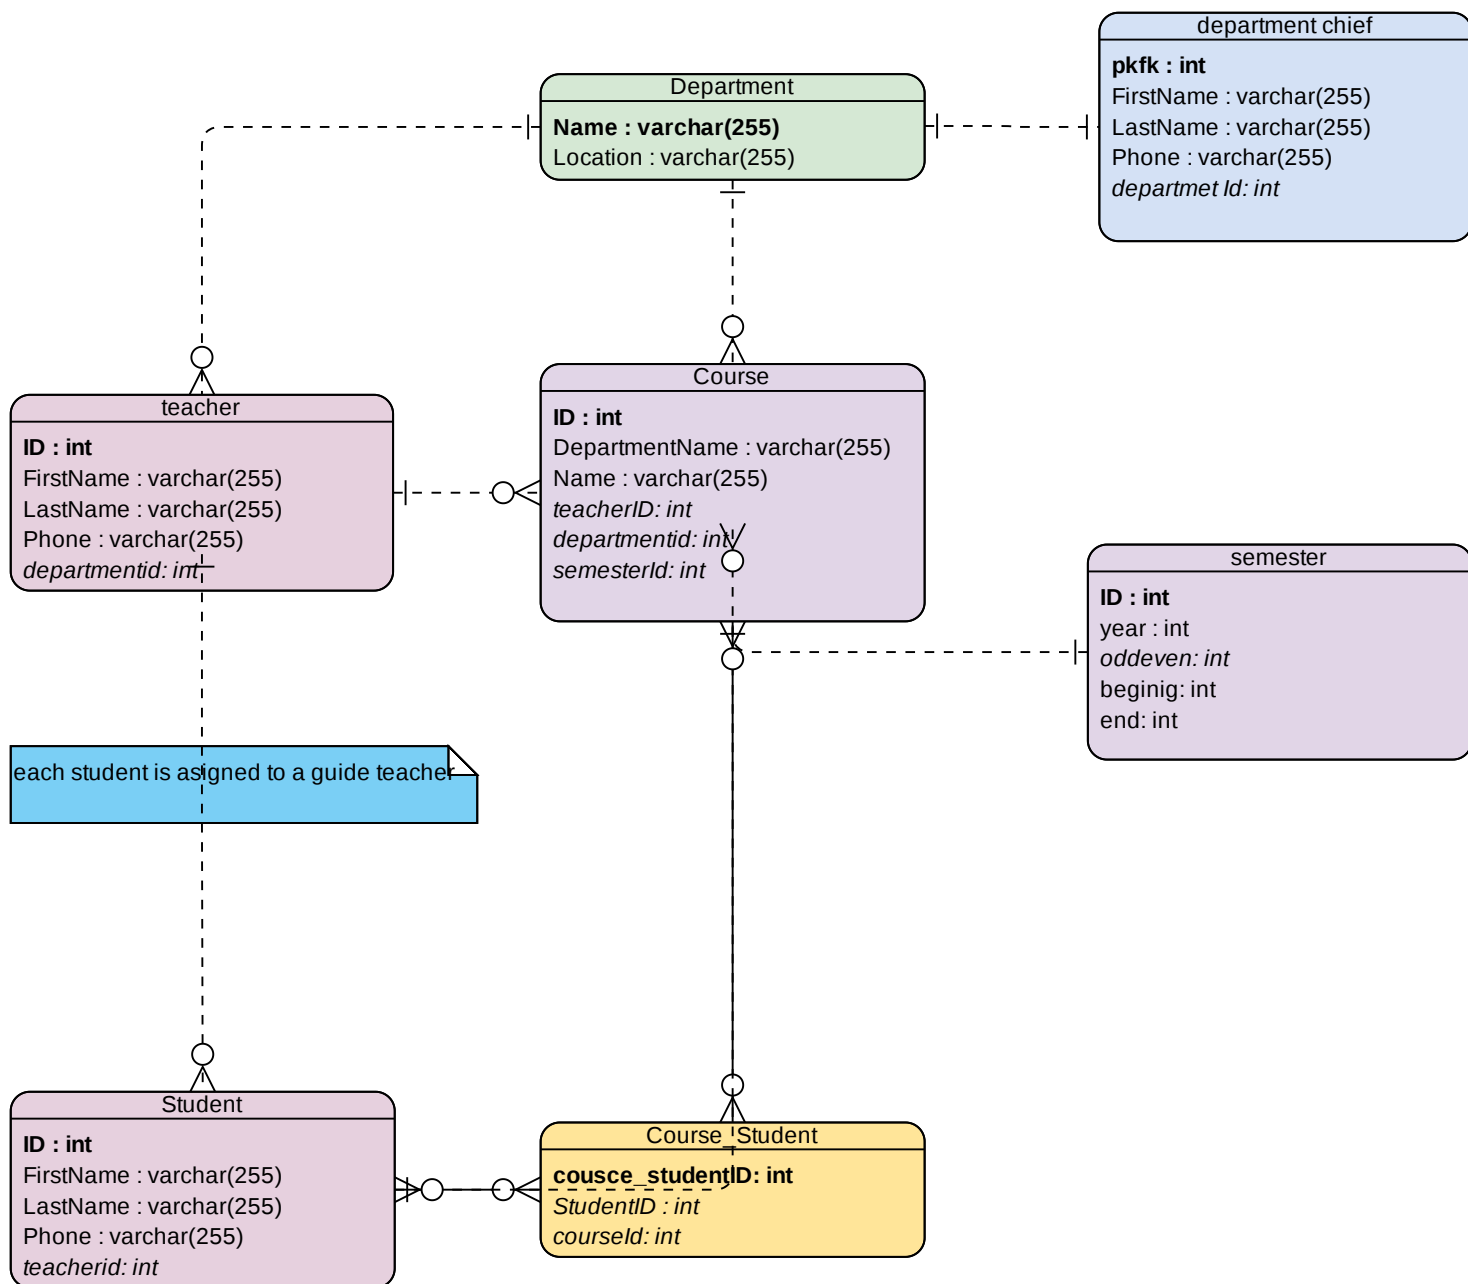 department chief
pkfk : int
FirstName : varchar(255)
LastName : varchar(255)
Phone : varchar(255)
departmet Id: int
Department
Name : varchar(255)
Location : varchar(255)
teacher
ID : int
FirstName : varchar(255)
LastName : varchar(255)
Phone : varchar(255)
departmentid: int
Course
ID : int
DepartmentName : varchar(255)
Name : varchar(255)
teacherID: int
departmentid: int
semesterId: int
semester
ID : int
year : int
oddeven: int
beginig: int
end: int
each student is asigned to a guide teacher
Student
ID : int
FirstName : varchar(255)
LastName : varchar(255)
Phone : varchar(255)
teacherid: int
Course_Student
cousce_studentID: int
StudentID : int
courseId: int